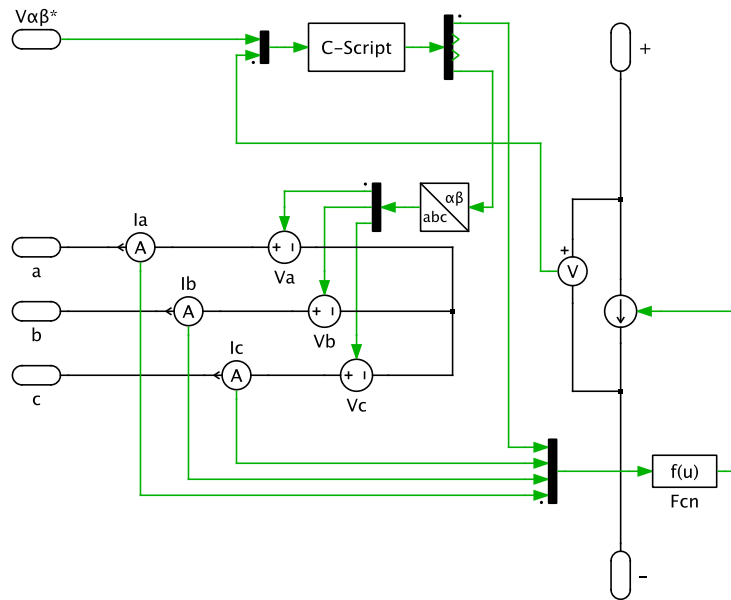 Vαβ*
C-Script
+
αβ
abc
Ia
A
+ -
a
Va
+
V
Ib
A
+ -
b
Vb
Ic
A
+ -
c
Vc
f(u)
Fcn
-